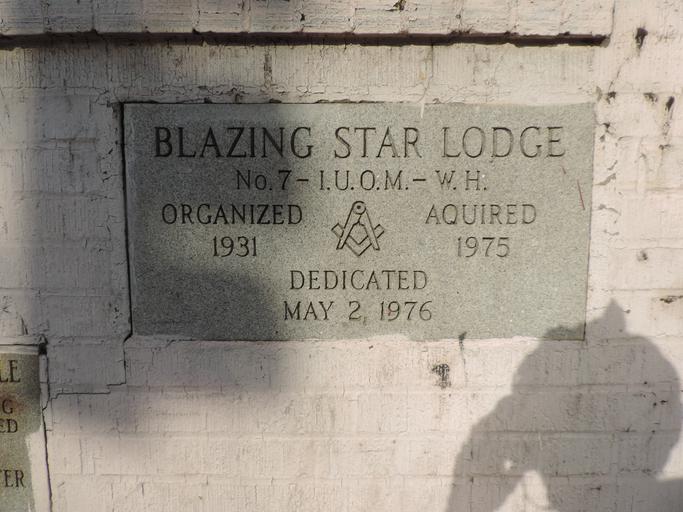 BLAZING STAR LODGE
No. 7 - I.U.O.M. - W.H.
ORGANIZED AQUIRED
1931 1975
DEDICATED
MAY 2, 1976